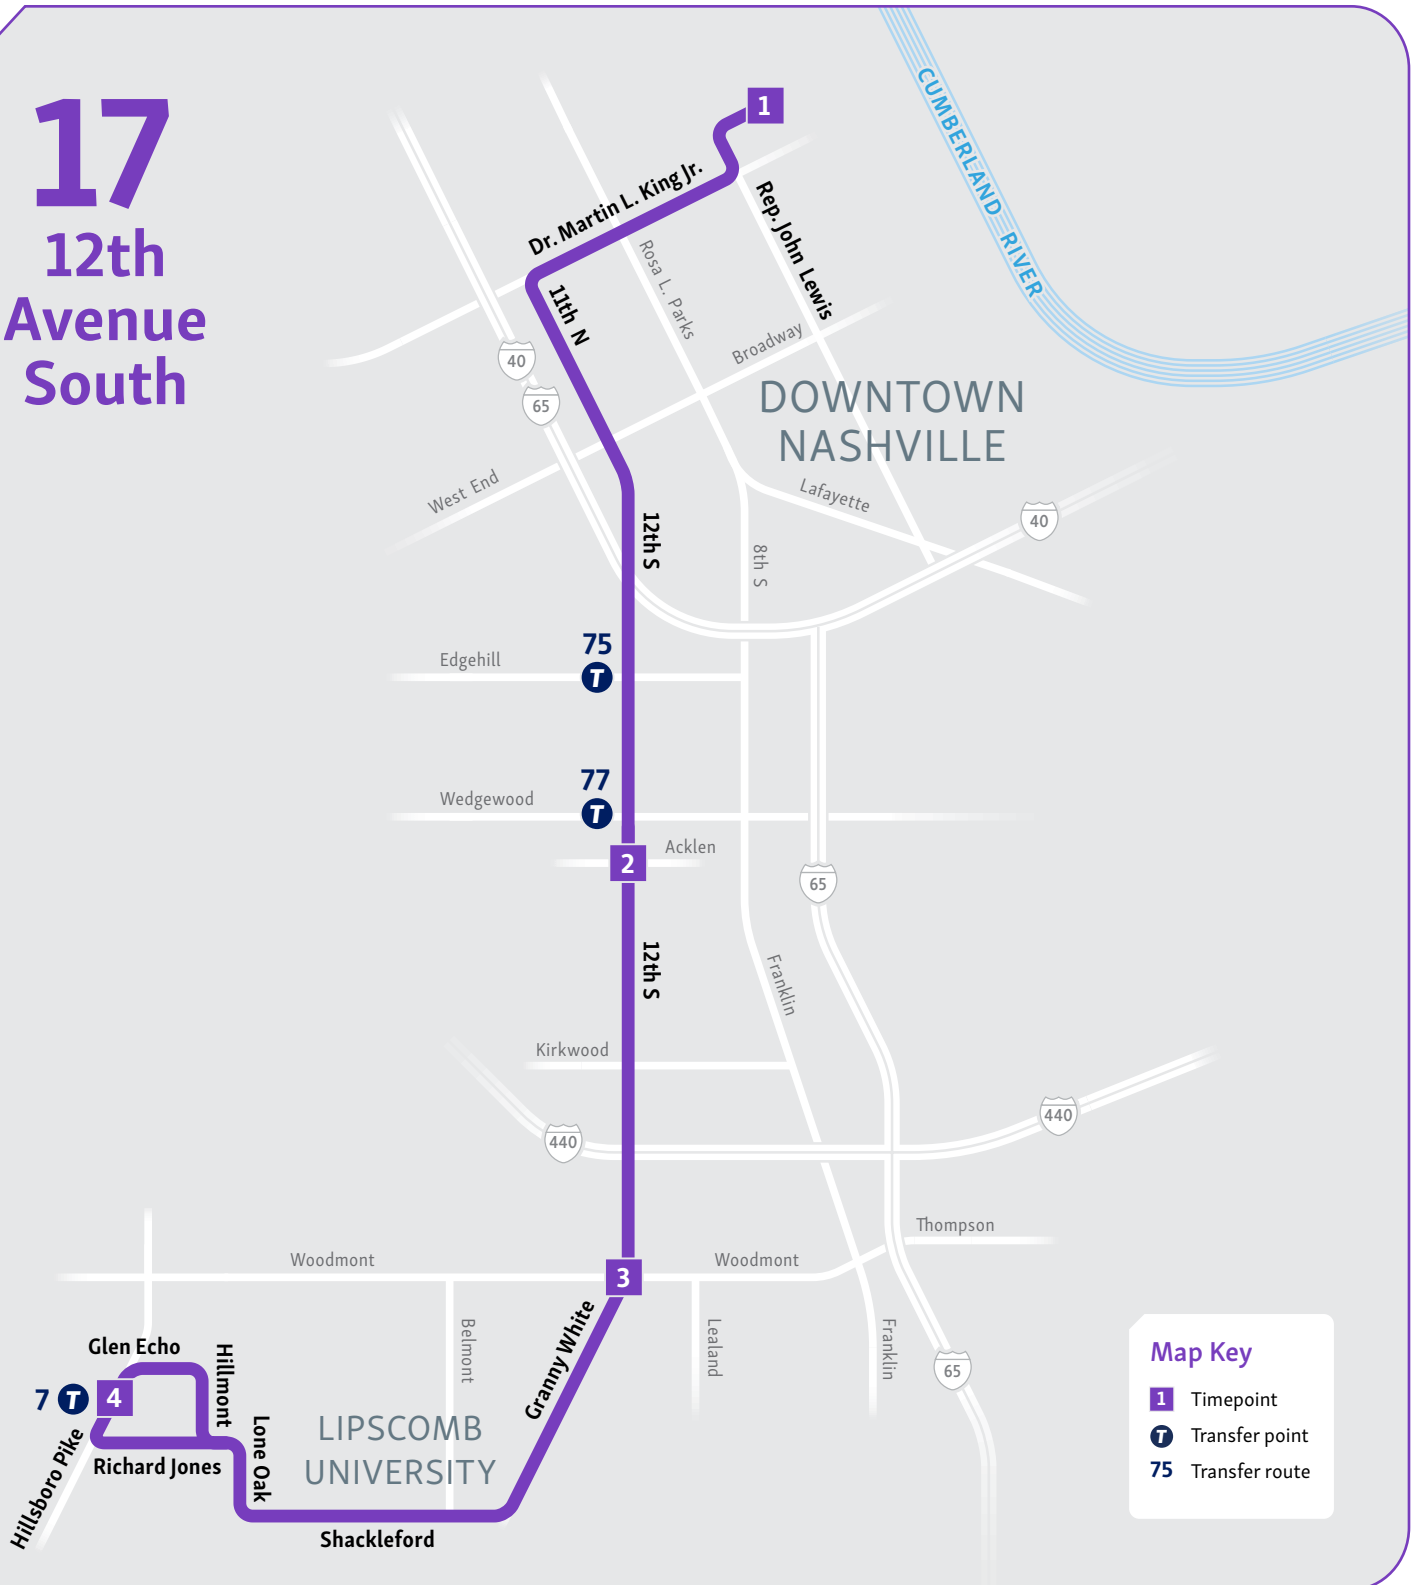 17
12th
Avenue
South
1
CUMBERLAND RIVER
Dr. Martin L. King Jr.
Rep. John Lewis
Rosa L. Parks
11th N
Broadway
40
65
DOWNTOWN
NASHVILLE
West End
Lafayette
40
12th S
8th S
75
Edgehill
T
77
Wedgewood
T
Acklen
2
65
12th S
Franklin
Kirkwood
440
440
Thompson
Woodmont
Woodmont
3
Glen Echo
Hillmont
Belmont
Granny White
Lealand
Franklin
65
7 T
4
Lone Oak
LIPSCOMB
UNIVERSITY
Hillsboro Pike
Richard Jones
Shackleford
Map Key
1 Timepoint
T Transfer point
75 Transfer route